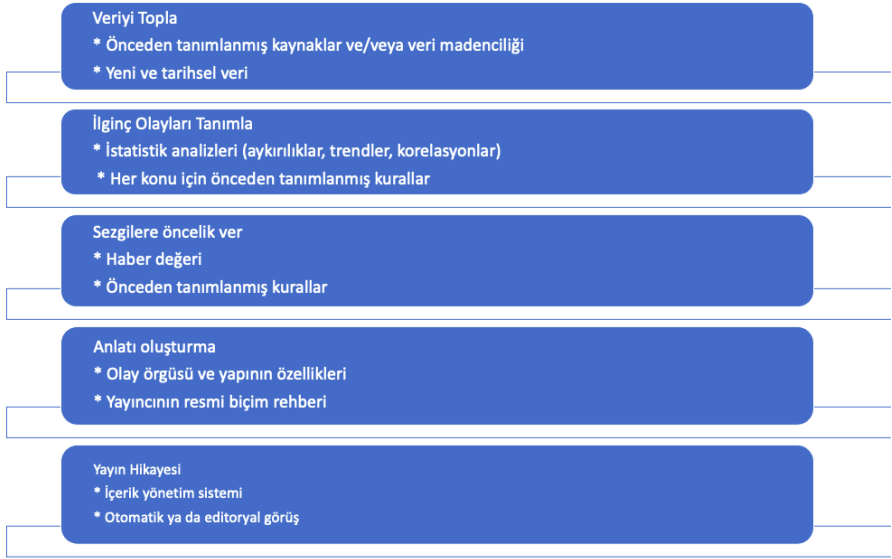 Veriyi Topla
* Önceden tanımlanmış kaynaklar ve/veya veri madenciliği
* Yeni ve tarihsel veri
İlginç Olayları Tanımla
* İstatistik analizleri (aykırılıklar, trendler, korelasyonlar)
* Her konu için önceden tanımlanmış kurallar
Sezgilere öncelik ver
* Haber değeri
* Önceden tanımlanmış kurallar
Anlatı oluşturma
* Olay örgüsü ve yapının özellikleri
* Yayıncının resmi biçim rehberi
Yayın Hikayesi
* İçerik yönetim sistemi
* Otomatik ya da editoryal görüş